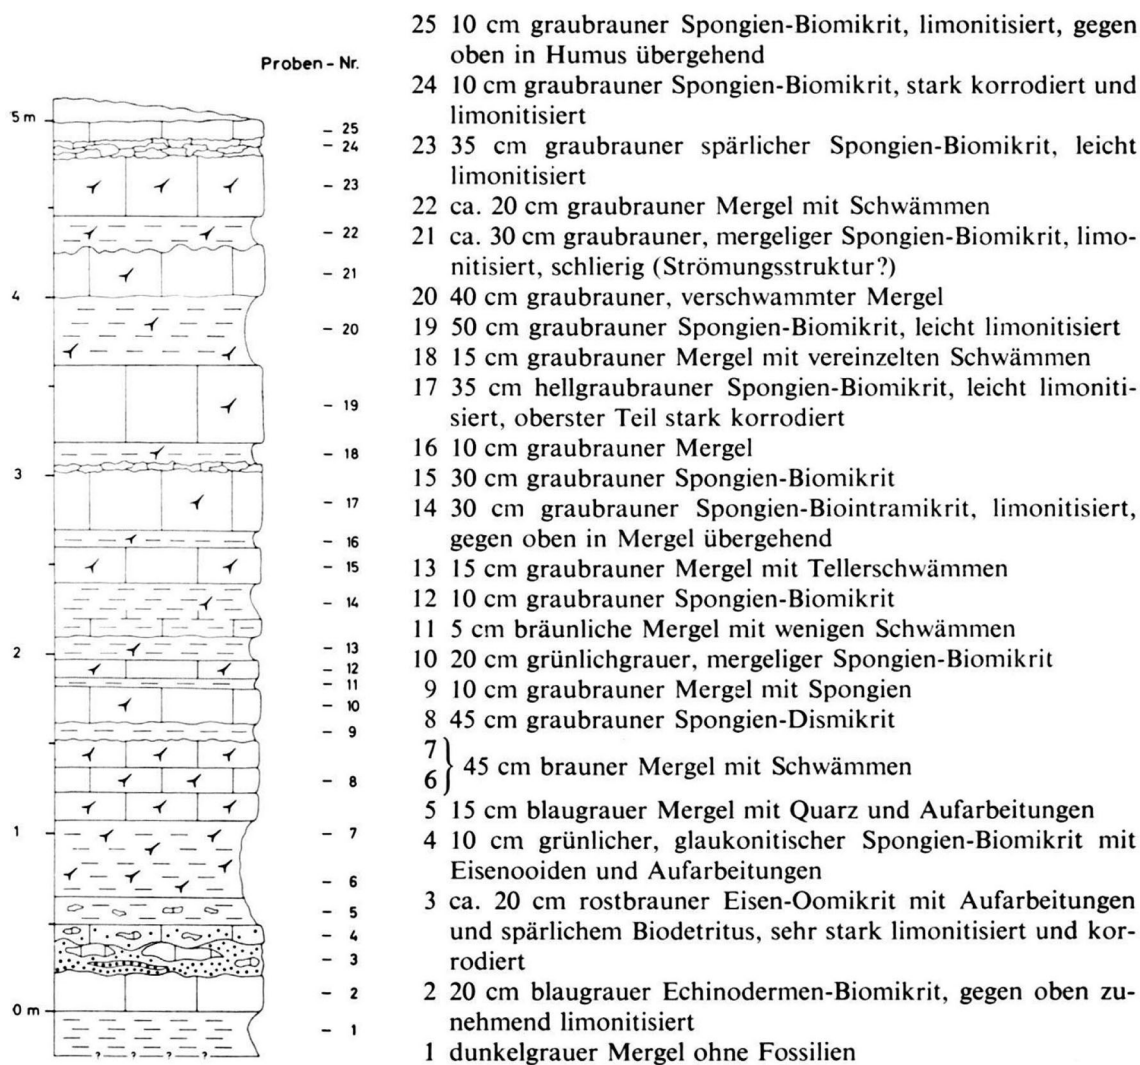 Proben - Nr.
5 m
4
3
2
1
0 m
- 25
- 24
- 23
- 22
- 21
- 20
- 19
- 18
- 17
- 16
- 15
- 14
- 13
- 12
- 11
- 10
- 9
- 8
- 7
- 6
- 5
- 4
- 3
- 2
- 1
? ? ? ?
25 10 cm graubrauner Spongien-Biomikrit, limonitisiert, gegen
oben in Humus übergehend
24 10 cm graubrauner Spongien-Biomikrit, stark korrodiert und
limonitisiert
23 35 cm graubrauner spärlicher Spongien-Biomikrit, leicht
limonitisiert
22 ca. 20 cm graubrauner Mergel mit Schwämmen
21 ca. 30 cm graubrauner, mergeliger Spongien-Biomikrit, limo-
nitisiert, schlierig (Strömungsstruktur?)
20 40 cm graubrauner, verschwammter Mergel
19 50 cm graubrauner Spongien-Biomikrit, leicht limonitisiert
18 15 cm graubrauner Mergel mit vereinzelten Schwämmen
17 35 cm hellgraubrauner Spongien-Biomikrit, leicht limoniti-
siert, oberster Teil stark korrodiert
16 10 cm graubrauner Mergel
15 30 cm graubrauner Spongien-Biomikrit
14 30 cm graubrauner Spongien-Biointramikrit, limonitisiert,
gegen oben in Mergel übergehend
13 15 cm graubrauner Mergel mit Tellerschwämmen
12 10 cm graubrauner Spongien-Biomikrit
11 5 cm bräunliche Mergel mit wenigen Schwämmen
10 20 cm grünlichgrauer, mergeliger Spongien-Biomikrit
9 10 cm graubrauner Mergel mit Spongien
8 45 cm graubrauner Spongien-Dismikrit
7
6 } 45 cm brauner Mergel mit Schwämmen
5 15 cm blaugrauer Mergel mit Quarz und Aufarbeitungen
4 10 cm grünlicher, glaukonitischer Spongien-Biomikrit mit
Eisenooiden und Aufarbeitungen
3 ca. 20 cm rostbrauner Eisen-Oomikrit mit Aufarbeitungen
und spärlichem Biodetritus, sehr stark limonitisiert und kor-
rodiert
2 20 cm blaugrauer Echinodermen-Biomikrit, gegen oben zu-
nehmend limonitisiert
1 dunkelgrauer Mergel ohne Fossilien